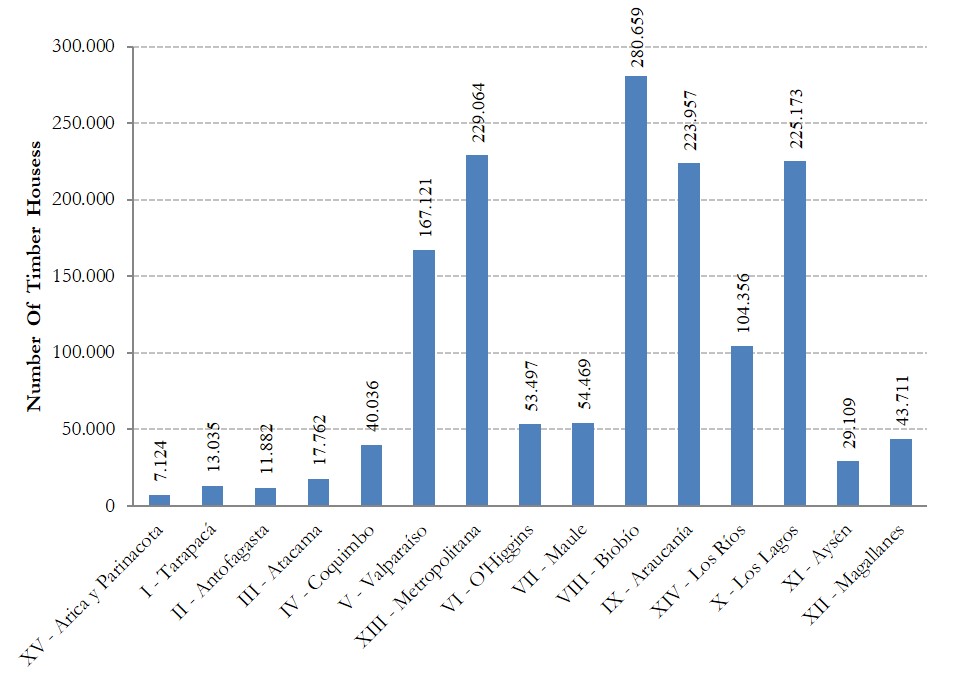 Number Of Timber Housess
300.000
250.000
200.000
150.000
100.000
50.000
0
7.124
13.035
11.882
17.762
40.036
167.121
229.064
53.497
54.469
280.659
223.957
104.356
225.173
29.109
43.711
XV - Arica y Parinacota
I - Tarapacá
II - Antofagasta
III - Atacama
IV - Coquimbo
V - Valparaíso
XIII - Metropolitana
VI - O'Higgins
VII - Maule
VIII - Biobío
IX - Araucanía
XIV - Los Ríos
X - Los Lagos
XI - Aysén
XII - Magallanes